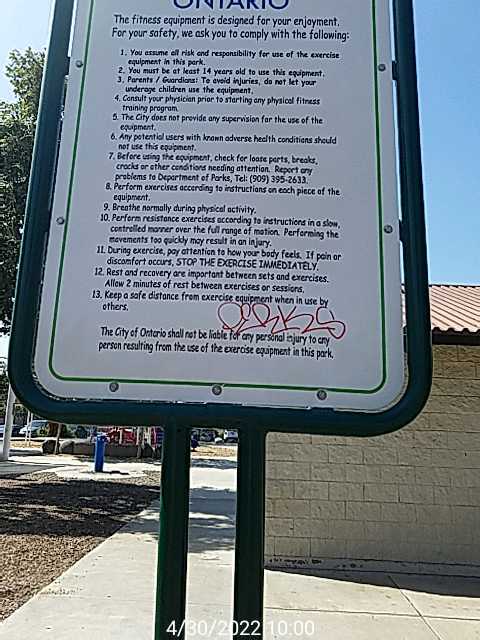 ONTARIO
The fitness equipment is designed for your enjoyment.
For your safety, we ask you to comply with the following:
1. You assume all risk and responsibility for use of the exercise
equipment in this park.
2. You must be at least 14 years old to use this equipment.
3. Parents / Guardians: To avoid injuries, do not let your
underage children use the equipment.
4. Consult your physician prior to starting any physical fitness
training program.
5. The City does not provide any supervision for the use of the
equipment.
6. Any potential users with known adverse health conditions should
not use this equipment.
7. Before using the equipment, check for loose parts, breaks,
cracks or other conditions needing attention. Report any
problems to Department of Parks, Tel: (909) 395-2633.
8. Perform exercises according to instructions on each piece of the
equipment.
9. Breathe normally during physical activity.
10. Perform resistance exercises according to instructions in a slow,
controlled manner over the full range of motion. Performing the
movements too quickly may result in an injury.
11. During exercise, pay attention to how your body feels. If pain or
discomfort occurs, STOP THE EXERCISE IMMEDIATELY.
12. Rest and recovery are important between sets and exercises.
Allow 2 minutes of rest between exercises or sessions.
13. Keep a safe distance from exercise equipment when in use by
others.
The City of Ontario shall not be liable for any personal injury to any
person resulting from the use of the exercise equipment in this park.
4/30/2022 10:00